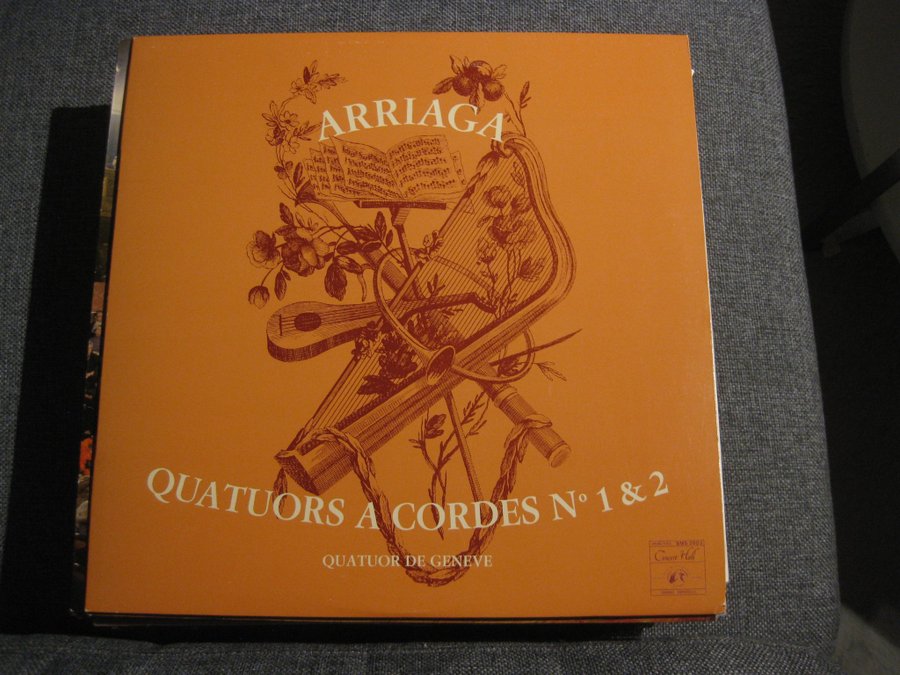 ARRIAGA
QUATUORS A CORDES Nº 1 & 2
QUATUOR DE GENEVE
Concert Hall